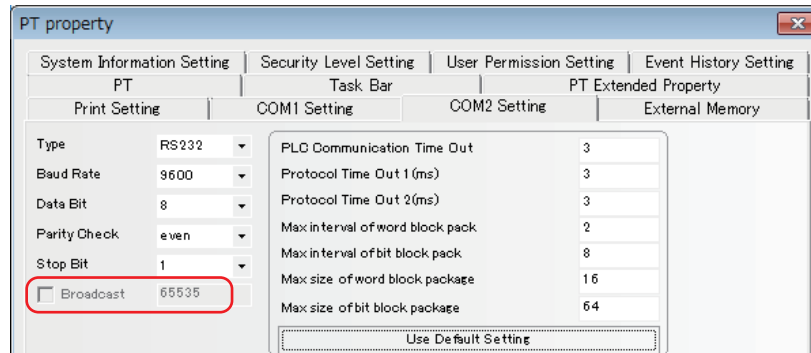 PT property
System Information Setting Security Level Setting User Permission Setting Event History Setting
PT Task Bar PT Extended Property
Print Setting COM1 Setting COM2 Setting External Memory
Type RS232
Baud Rate 9600
Data Bit 8
Parity Check even
Stop Bit 1
Broadcast 65535
PLC Communication Time Out 3
Protocol Time Out 1(ms) 3
Protocol Time Out 2(ms) 3
Max interval of word block pack 2
Max interval of bit block pack 8
Max size of word block package 16
Max size of bit block package 64
Use Default Setting